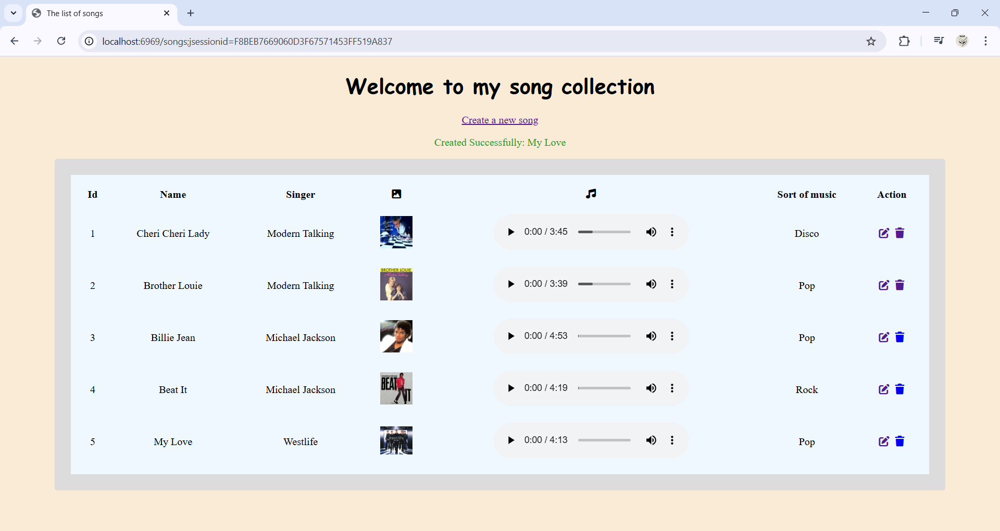 The list of songs
localhost:6969/songs;jsessionid=F8BEB7669060D3F67571453FF519A837
Welcome to my song collection
Create a new song
Created Successfully: My Love
Id Name Singer Sort of music Action
1 Cheri Cheri Lady Modern Talking 0:00 / 3:45 Disco
BROTHER LOUIE
Modern Talking
2 Brother Louie Modern Talking 0:00 / 3:39 Pop
3 Billie Jean Michael Jackson 0:00 / 4:53 Pop
BEAT
IT
4 Beat It Michael Jackson 0:00 / 4:19 Rock
westlife
5 My Love Westlife 0:00 / 4:13 Pop